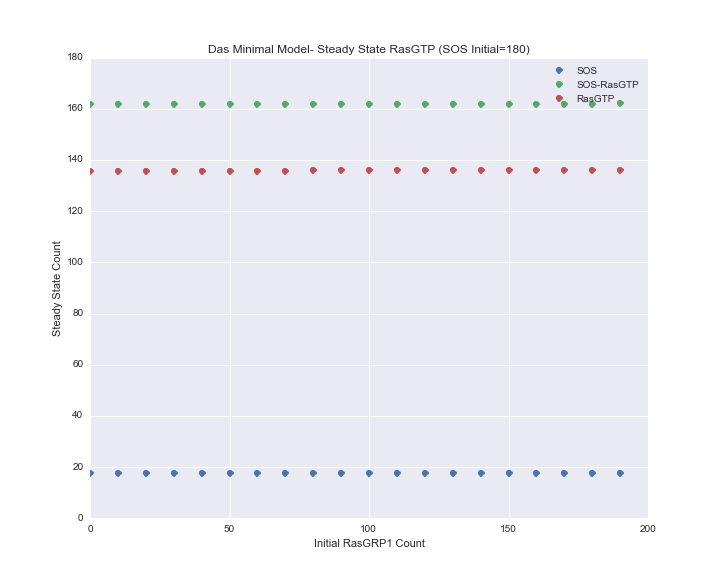 Das Minimal Model- Steady State RasGTP (SOS Initial=180)
180
160
140
120
100
80
60
40
20
0
Steady State Count
SOS
SOS-RasGTP
RasGTP
0 50 100 150 200
Initial RasGRP1 Count